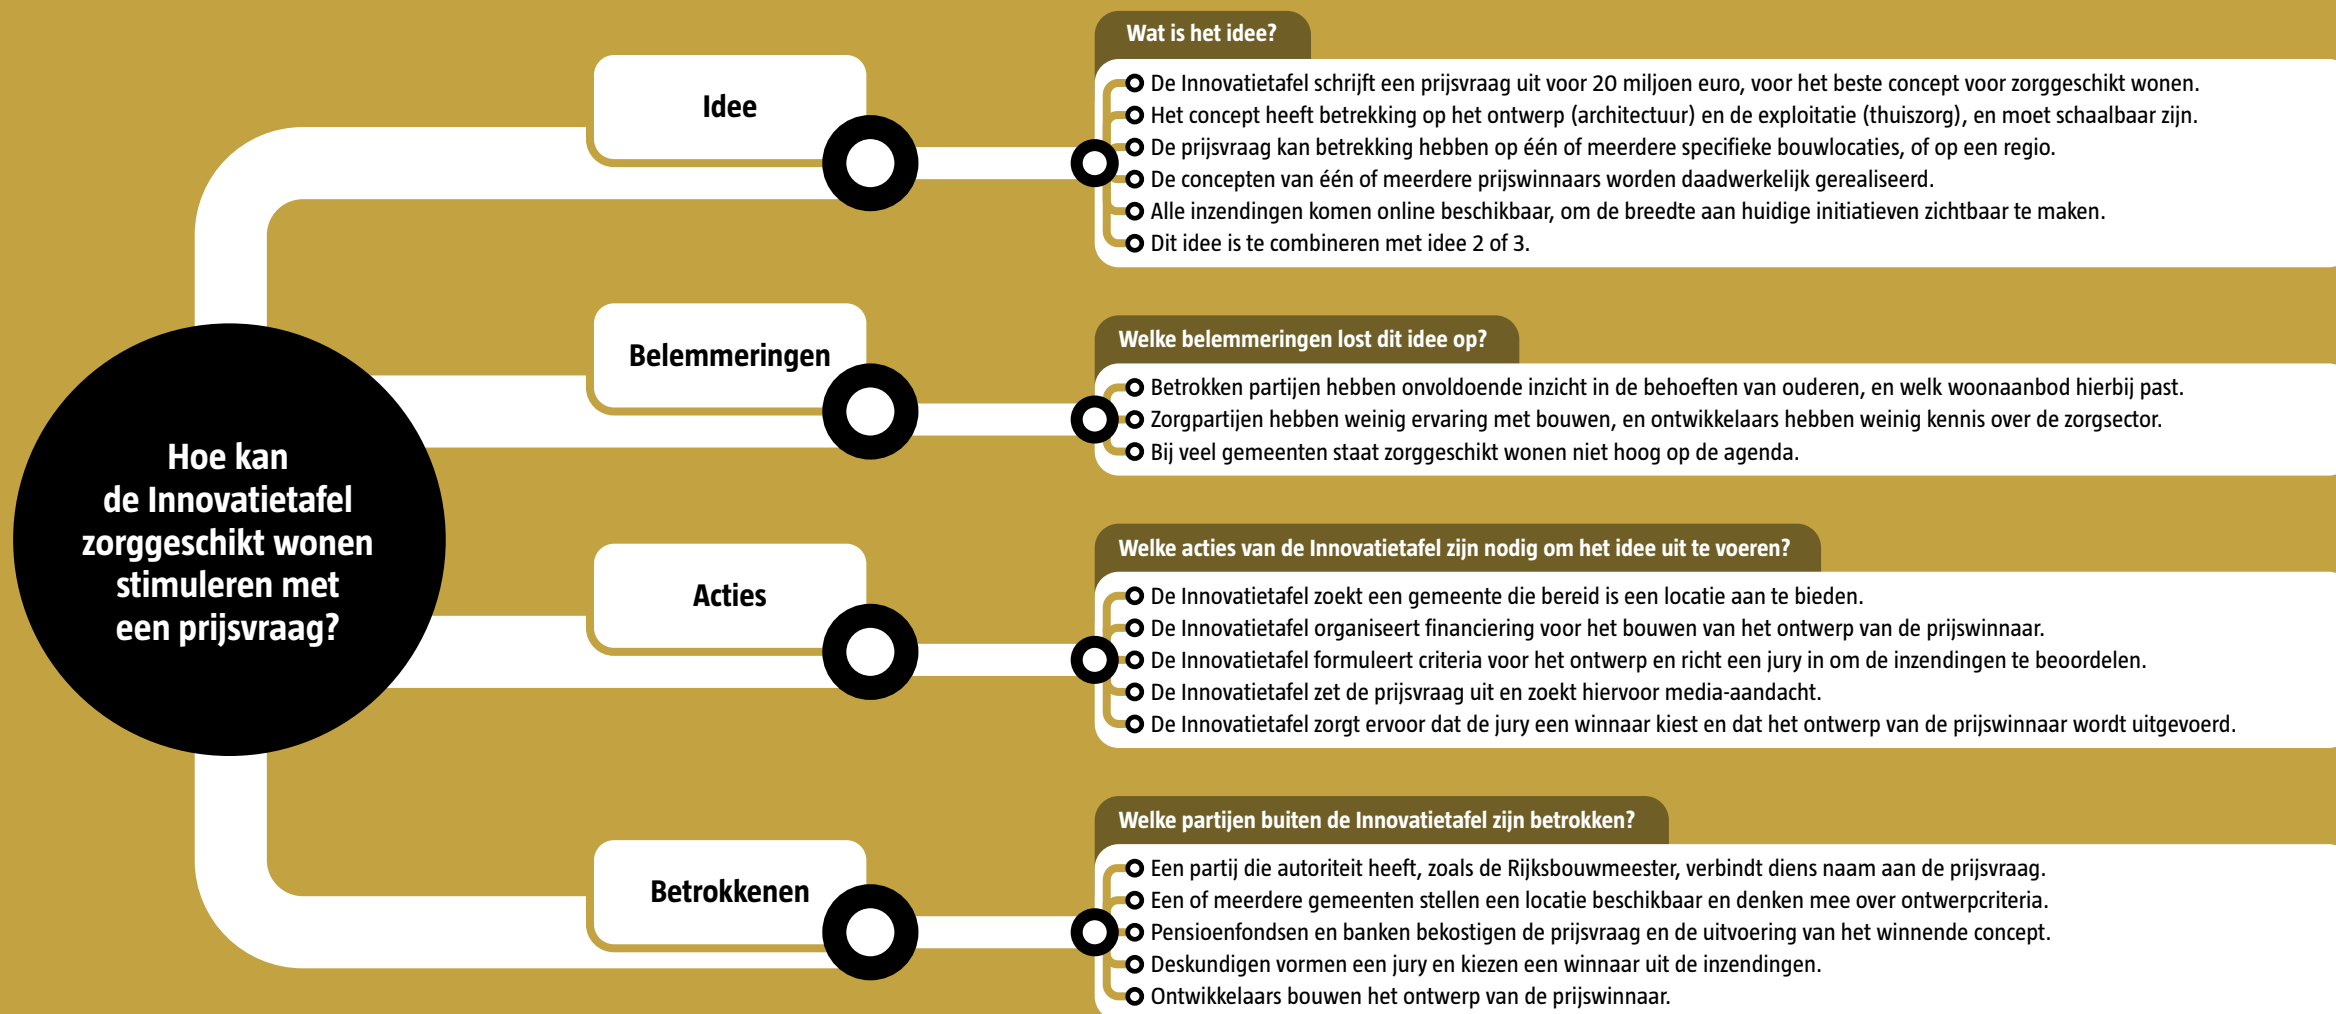 Hoe kan
de Innovatietafel
zorggeschikt wonen
stimuleren met
een prijsvraag?
Idee
Wat is het idee?
De Innovatietafel schrijft een prijsvraag uit voor 20 miljoen euro, voor het beste concept voor zorggeschikt wonen.
Het concept heeft betrekking op het ontwerp (architectuur) en de exploitatie (thuiszorg), en moet schaalbaar zijn.
De prijsvraag kan betrekking hebben op één of meerdere specifieke bouwlocaties, of op een regio.
De concepten van één of meerdere prijswinnaars worden daadwerkelijk gerealiseerd.
Alle inzendingen komen online beschikbaar, om de breedte aan huidige initiatieven zichtbaar te maken.
Dit idee is te combineren met idee 2 of 3.
Belemmeringen
Welke belemmeringen lost dit idee op?
Betrokken partijen hebben onvoldoende inzicht in de behoeften van ouderen, en welk woonaanbod hierbij past.
Zorgpartijen hebben weinig ervaring met bouwen, en ontwikkelaars hebben weinig kennis over de zorgsector.
Bij veel gemeenten staat zorggeschikt wonen niet hoog op de agenda.
Acties
Welke acties van de Innovatietafel zijn nodig om het idee uit te voeren?
De Innovatietafel zoekt een gemeente die bereid is een locatie aan te bieden.
De Innovatietafel organiseert financiering voor het bouwen van het ontwerp van de prijswinnaar.
De Innovatietafel formuleert criteria voor het ontwerp en richt een jury in om de inzendingen te beoordelen.
De Innovatietafel zet de prijsvraag uit en zoekt hiervoor media-aandacht.
De Innovatietafel zorgt ervoor dat de jury een winnaar kiest en dat het ontwerp van de prijswinnaar wordt uitgevoerd.
Betrokkenen
Welke partijen buiten de Innovatietafel zijn betrokken?
Een partij die autoriteit heeft, zoals de Rijksbouwmeester, verbindt diens naam aan de prijsvraag.
Een of meerdere gemeenten stellen een locatie beschikbaar en denken mee over ontwerpcriteria.
Pensioenfondsen en banken bekostigen de prijsvraag en de uitvoering van het winnende concept.
Deskundigen vormen een jury en kiezen een winnaar uit de inzendingen.
Ontwikkelaars bouwen het ontwerp van de prijswinnaar.